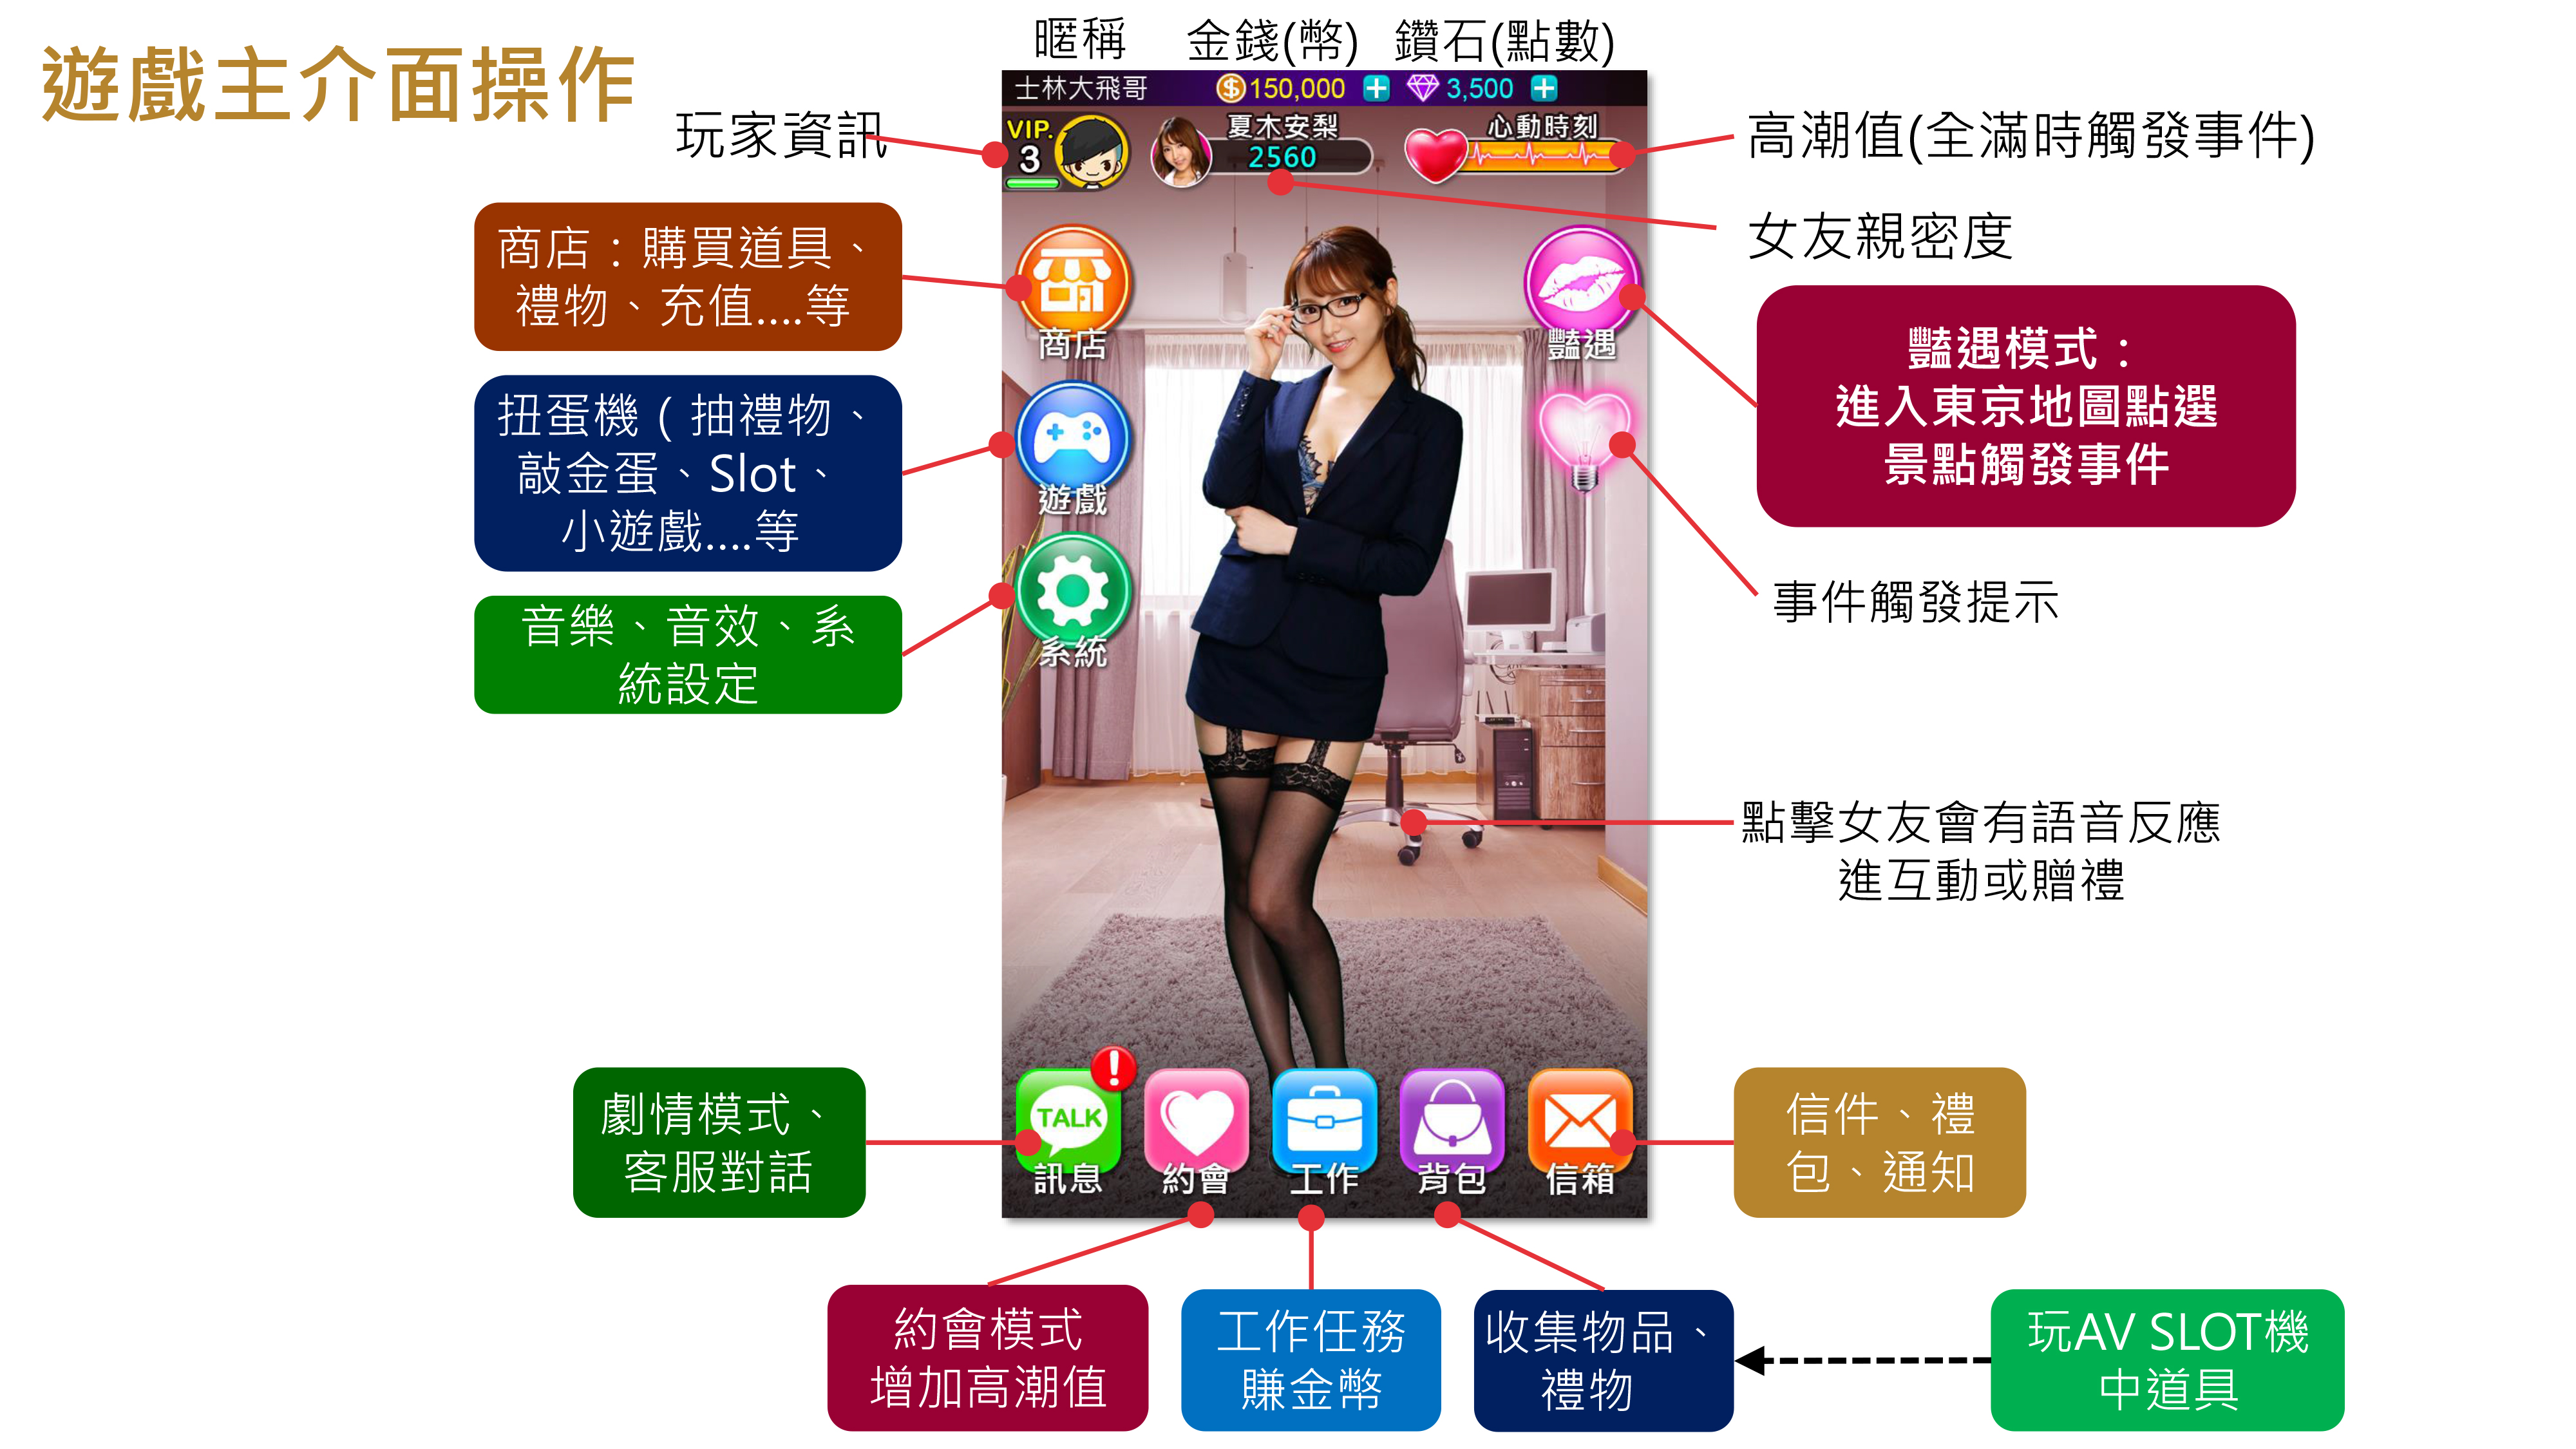 遊戲主介面操作
暱稱
金錢(幣)
鑽石(點數)
士林大飛哥
150,000
3,500
玩家資訊
VIP.
3
夏木安梨
2560
心動時刻
高潮值(全滿時觸發事件)
女友親密度
商店：購買道具、
禮物、充值....等
商店
豔遇
豔遇模式：
進入東京地圖點選
景點觸發事件
扭蛋機（抽禮物、
敲金蛋、Slot、
小遊戲....等
遊戲
事件觸發提示
音樂、音效、系
統設定
系統
點擊女友會有語音反應
進互動或贈禮
劇情模式、
客服對話
TALK
訊息
約會
工作
背包
信箱
信件、禮
包、通知
約會模式
增加高潮值
工作任務
賺金幣
收集物品、
禮物
玩AV SLOT機
中道具